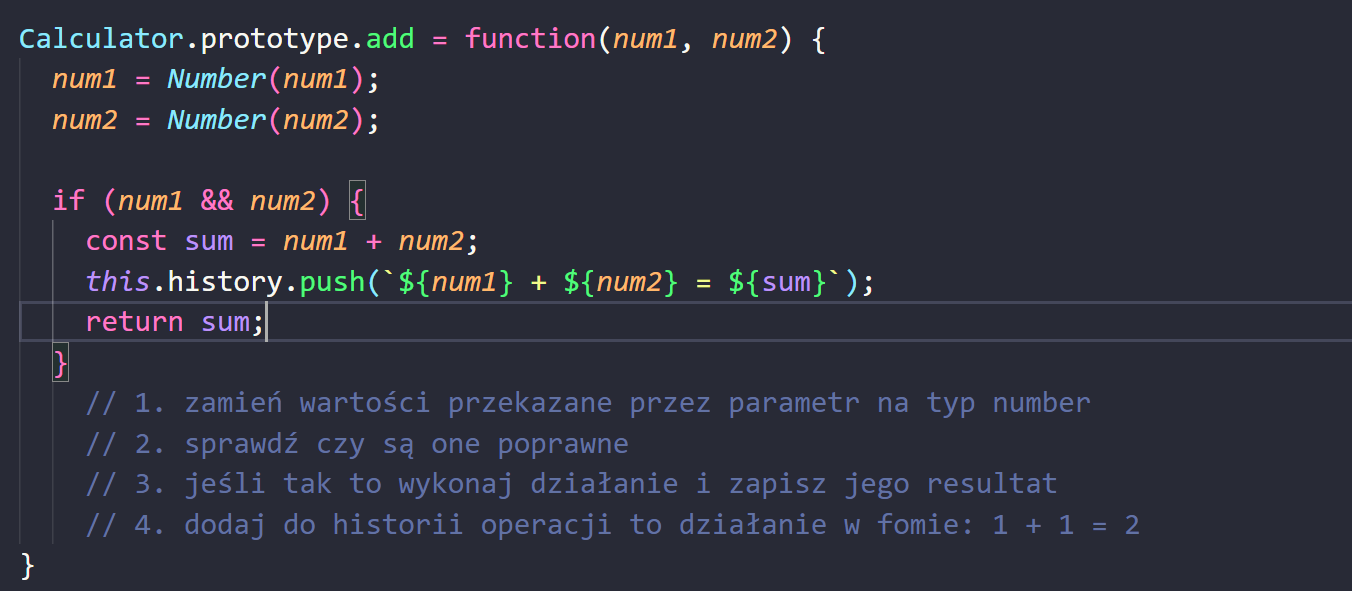 Calculator.prototype.add = function(num1, num2) {
num1 = Number(num1);
num2 = Number(num2);
if (num1 && num2) {
const sum = num1 + num2;
this.history.push(`${num1} + ${num2} = ${sum}`);
return sum;
}
// 1. zamień wartości przekazane przez parametr na typ number
// 2. sprawdź czy są one poprawne
// 3. jeśli tak to wykonaj działanie i zapisz jego resultat
// 4. dodaj do historii operacji to działanie w fomie: 1 + 1 = 2
}